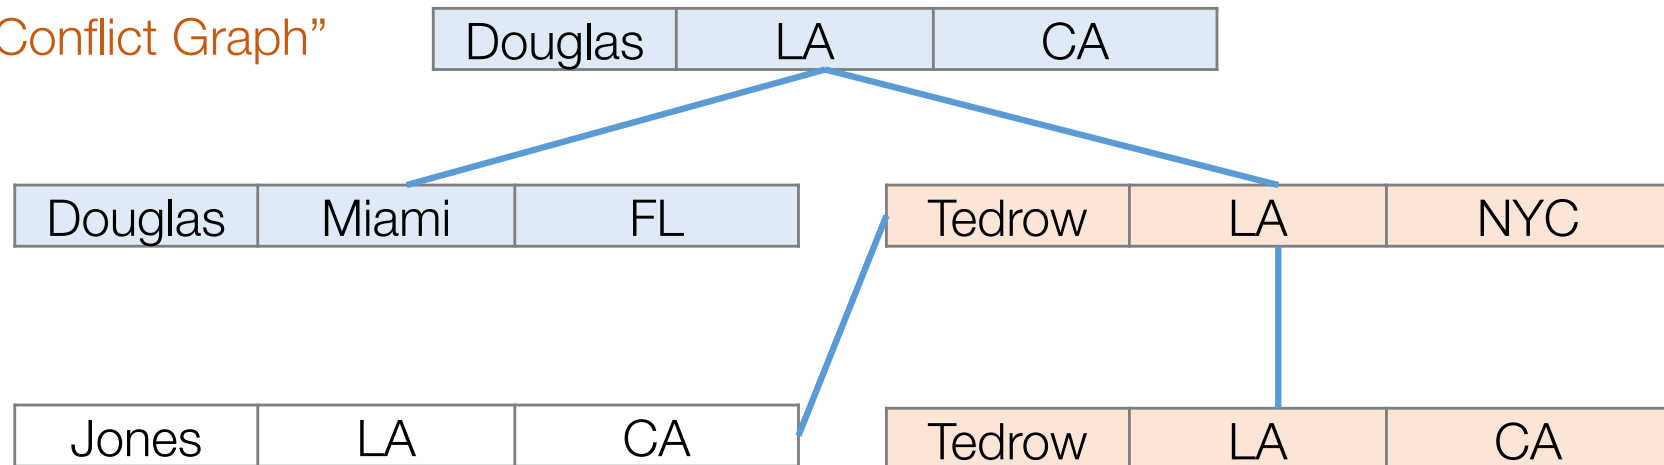 Conflict Graph”
Douglas LA CA
Douglas Miami FL
Tedrow LA NYC
Jones LA CA
Tedrow LA CA